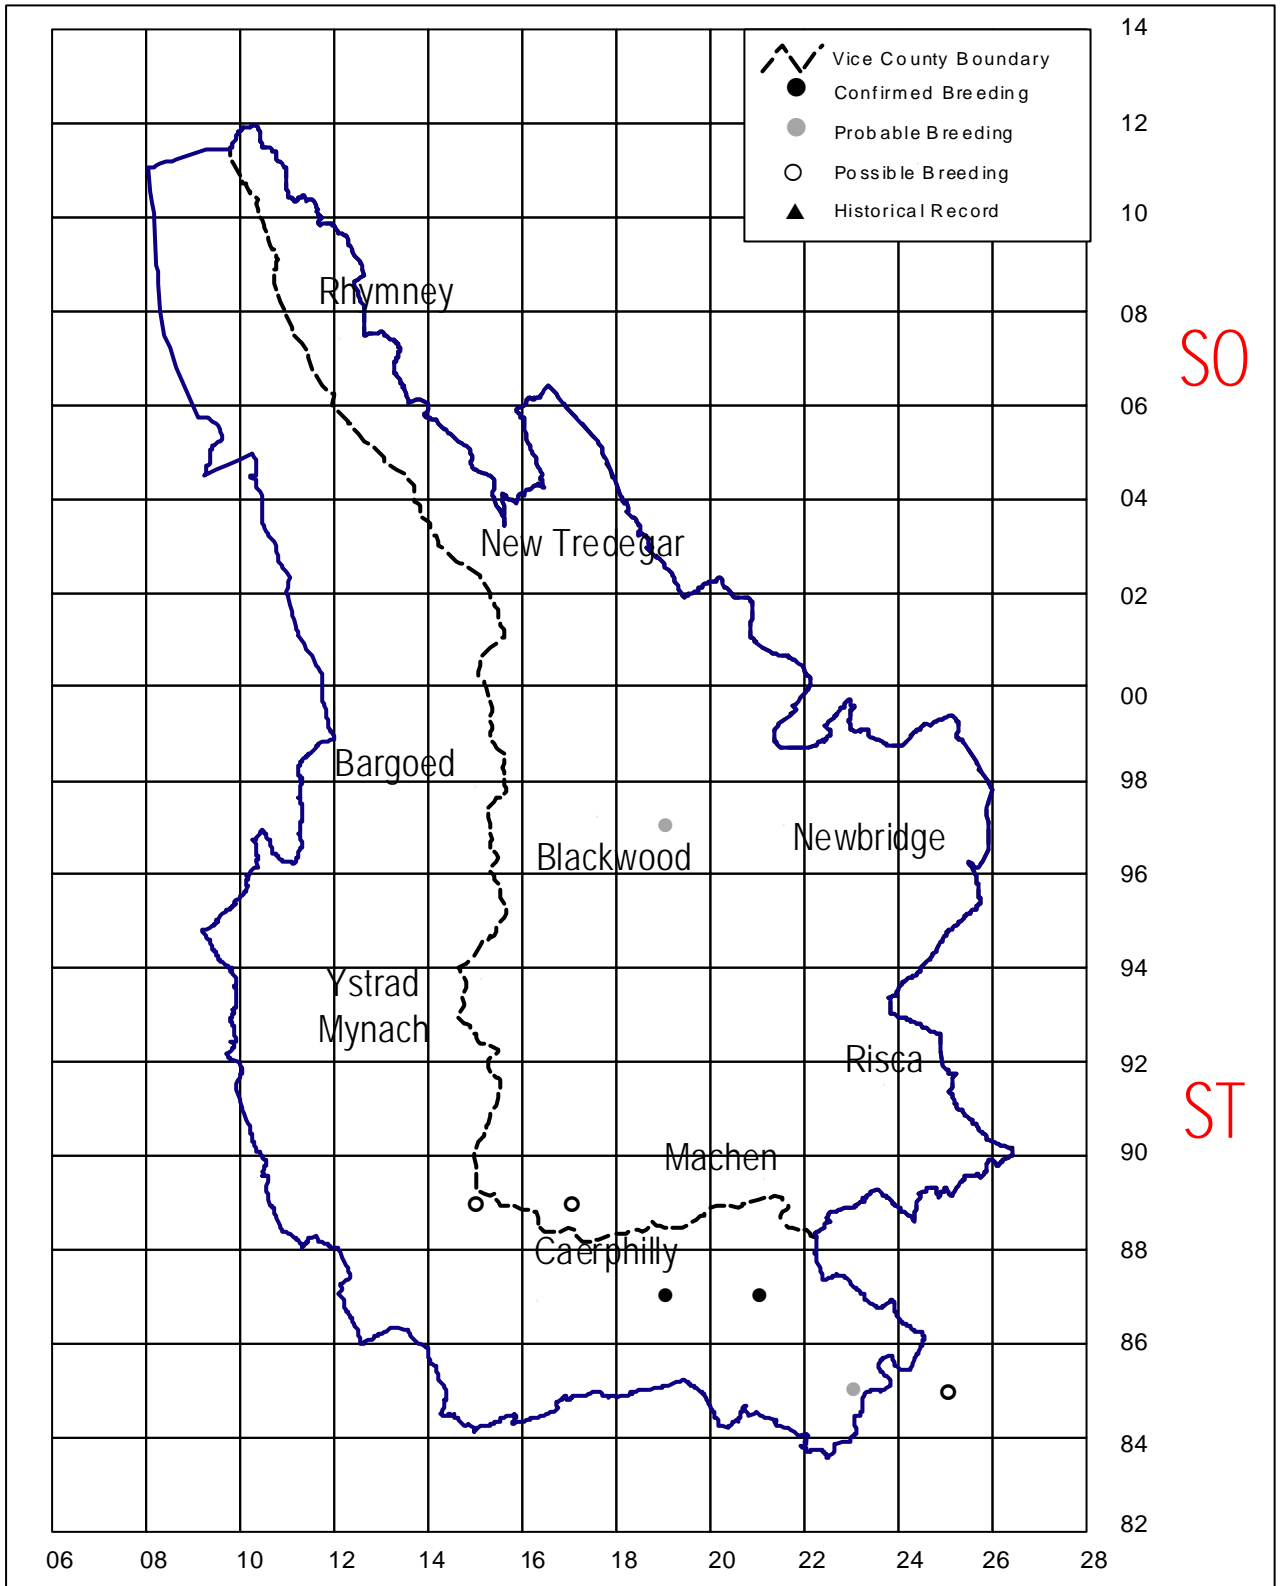 14
Vice County Boundary
Confirmed Breeding
12
Probable Breeding
Possible Breeding
10
Historical Record
Rhymney
08
SO
06
04
New Tredegar
02
00
Bargoed
98
Newbridge
Blackwood
96
94
Ystrad
Mynach
92
Risca
ST
90
Machen
88
Caerphilly
86
84
82
06 08 10 12 14 16 18 20 22 24 26 28